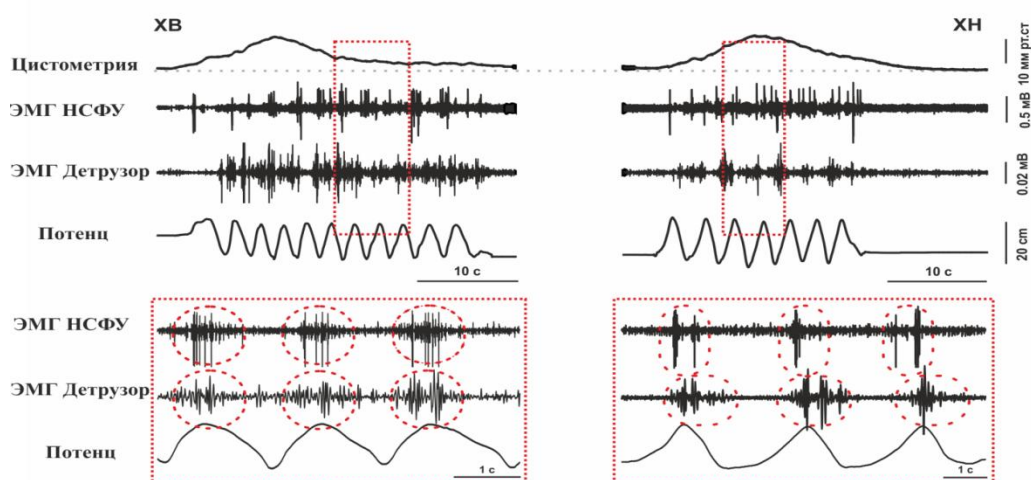 ХВ
ХН
Цистометрия
10 мм рт.ст
ЭМГ НСФУ
0.5 мВ
ЭМГ Детрузор
0.02 мВ
Потенц
20 cm
10 с
10 с
ЭМГ НСФУ
ЭМГ Детрузор
Потенц
1 с
1 с